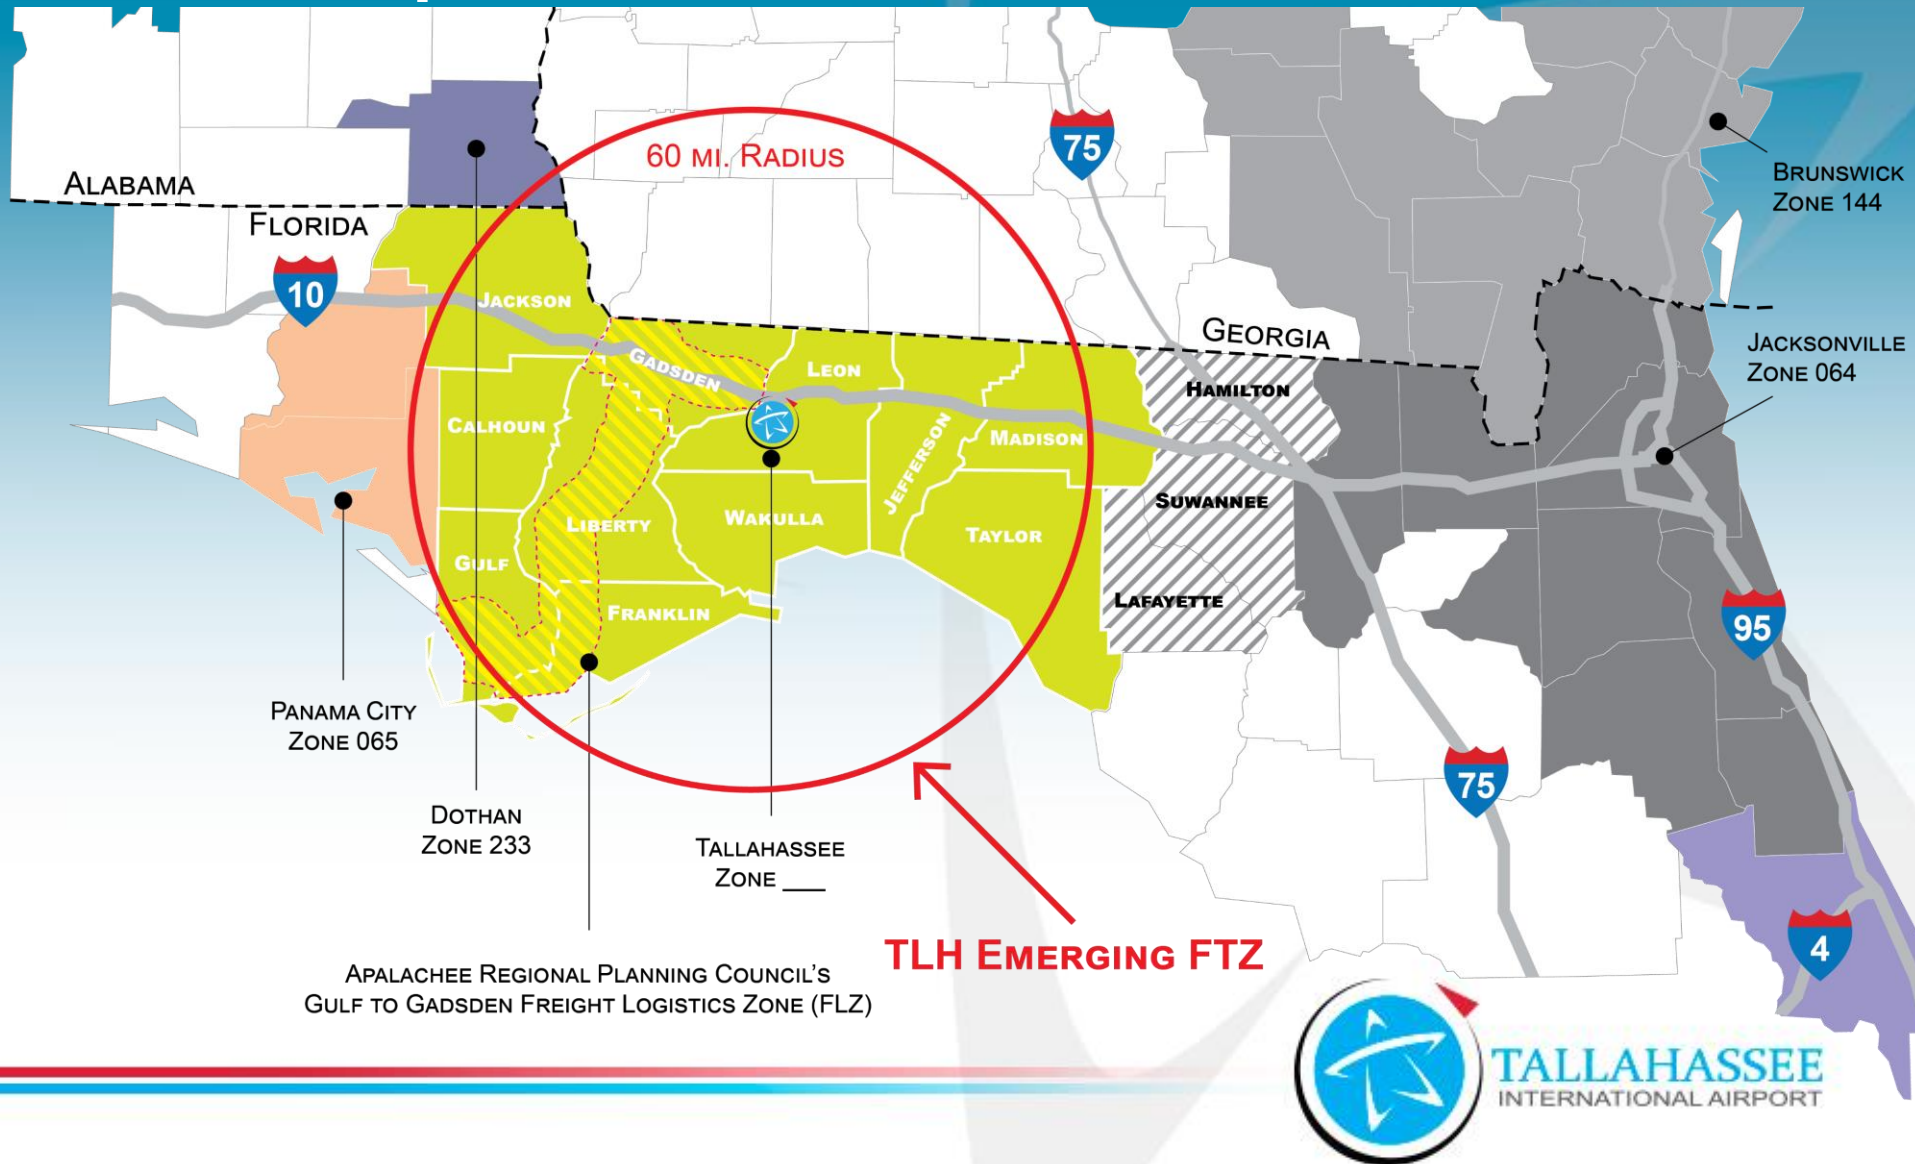 60 MI. RADIUS
75
BRUNSWICK
ZONE 144
ALABAMA
FLORIDA
10
JACKSON
GEORGIA
JACKSONVILLE
ZONE 064
GADSDEN
LEON
HAMILTON
CALHOUN
JEFFERSON
MADISON
SUWANNEE
LIBERTY
WAKULLA
TAYLOR
GULF
LAFAYETTE
FRANKLIN
95
PANAMA CITY
ZONE 065
75
DOTHAN
ZONE 233
TALLAHASSEE
ZONE ___
4
TLH EMERGING FTZ
APALACHEE REGIONAL PLANNING COUNCIL'S
GULF TO GADSDEN FREIGHT LOGISTICS ZONE (FLZ)
TALLAHASSEE
INTERNATIONAL AIRPORT